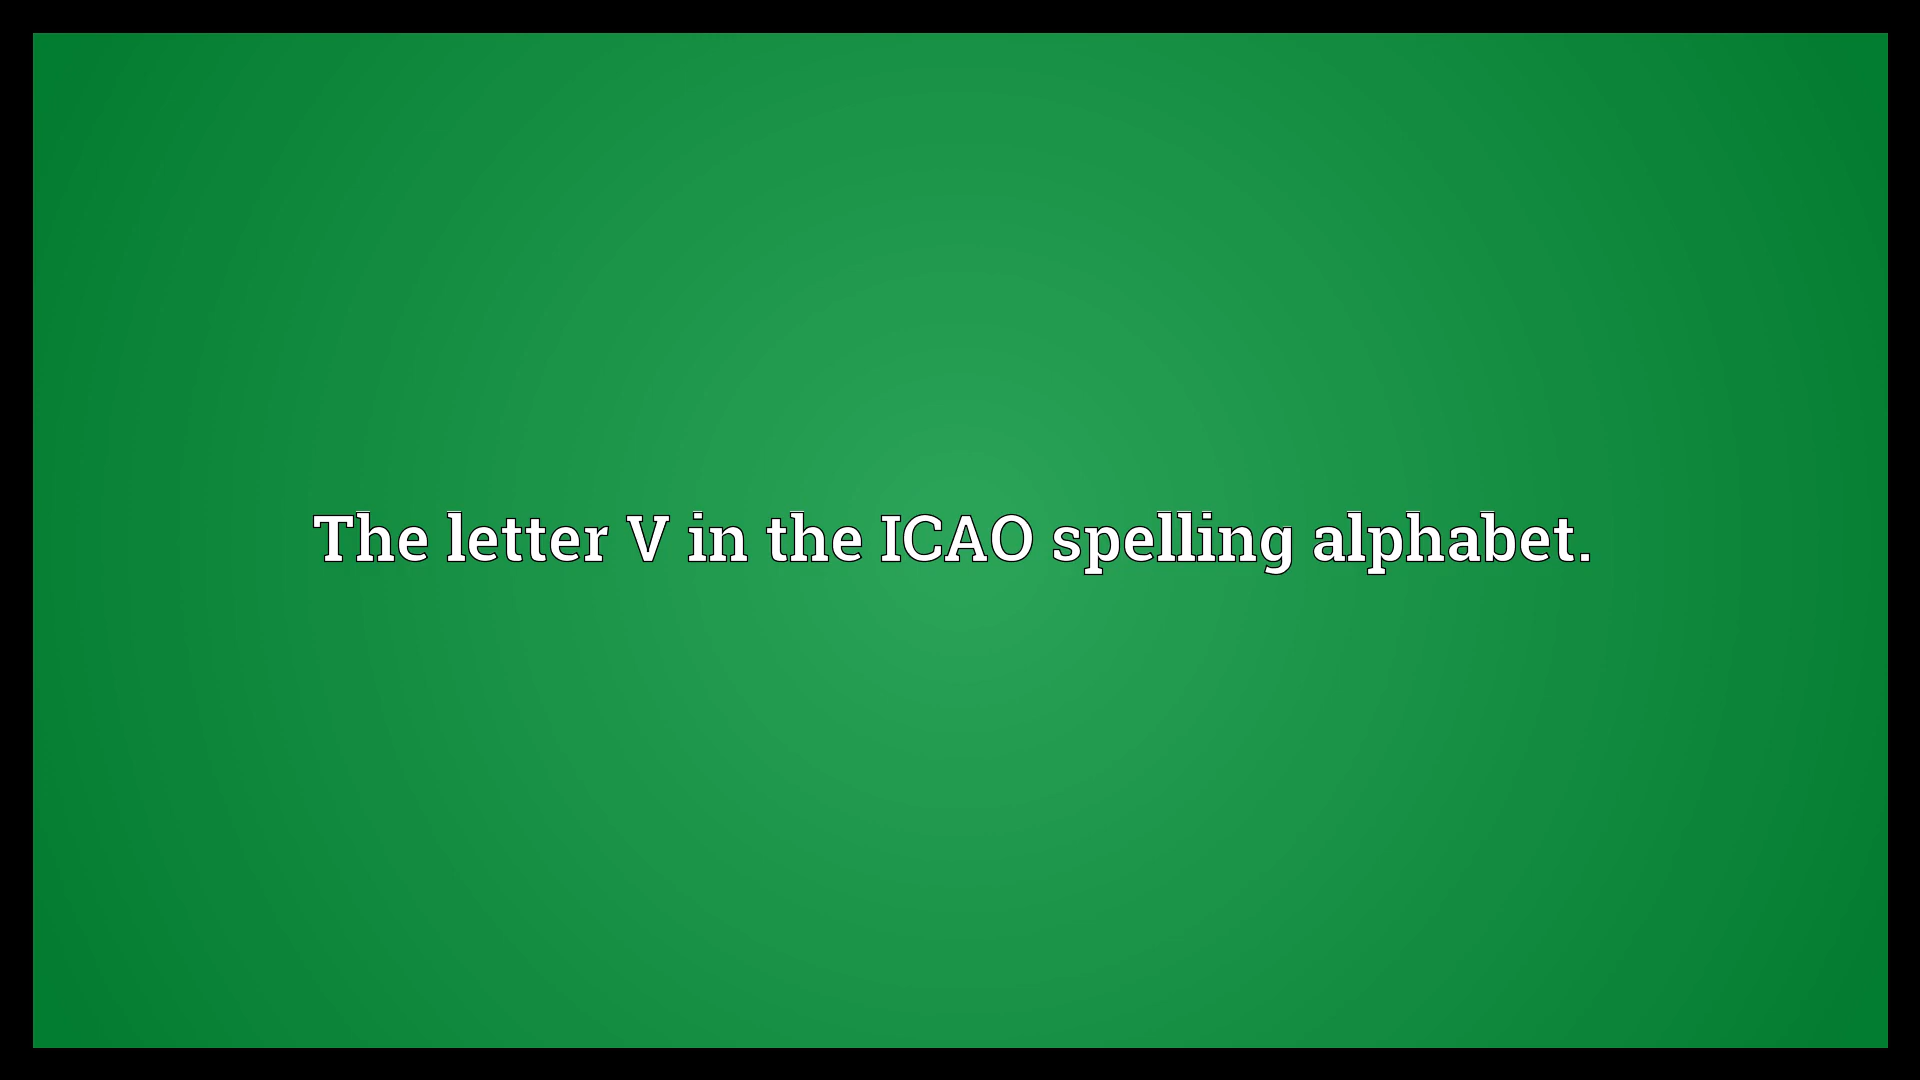 The letter V in the ICAO spelling alphabet.